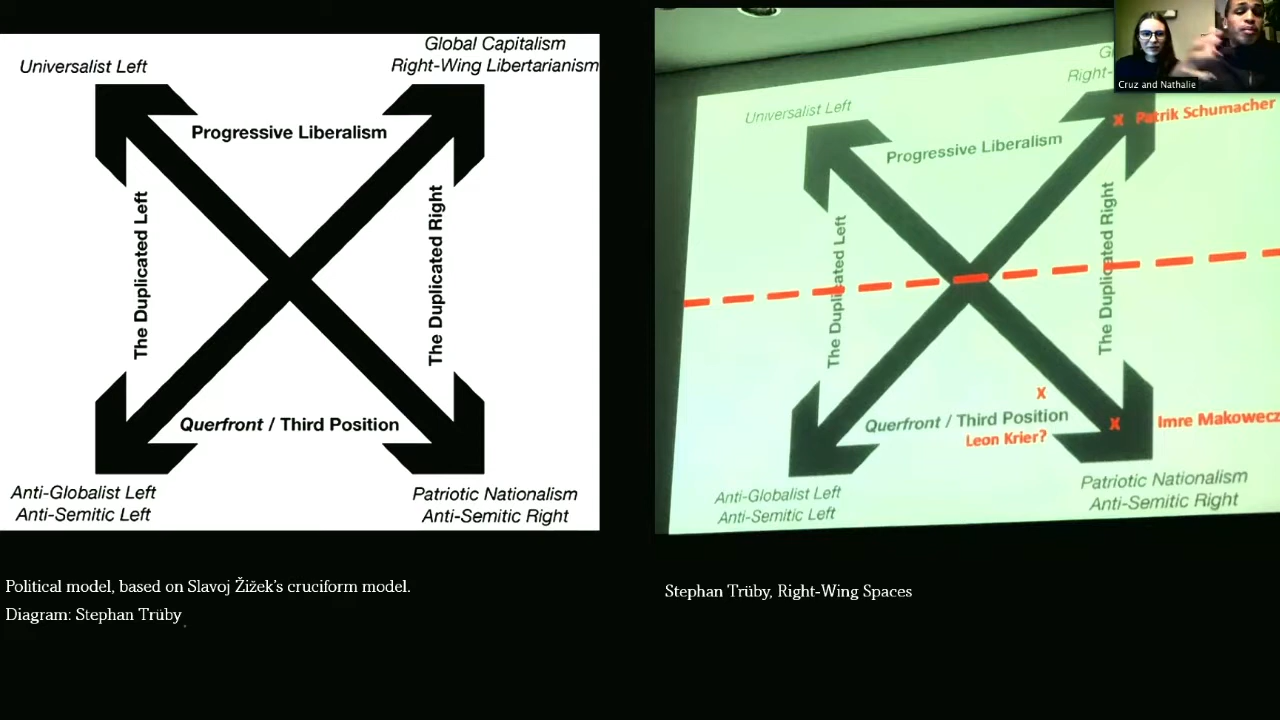 Universalist Left
Global Capitalism
Right-Wing Libertarianism
Progressive Liberalism
The Duplicated Left
The Duplicated Right
Querfront / Third Position
Anti-Globalist Left
Anti-Semitic Left
Patriotic Nationalism
Anti-Semitic Right
Political model, based on Slavoj Žižek's cruciform model.
Diagram: Stephan Trüby
Universalist Left
Right-
X Patrik Schumacher
Progressive Liberalism
The Duplicated Left
The Duplicated Right
X
Querfront / Third Position
Leon Krier?
X Imre Makowecz
Anti-Globalist Left
Anti-Semitic Left
Patriotic Nationalism
Anti-Semitic Right
Stephan Trüby, Right-Wing Spaces
Cruz and Nathalie